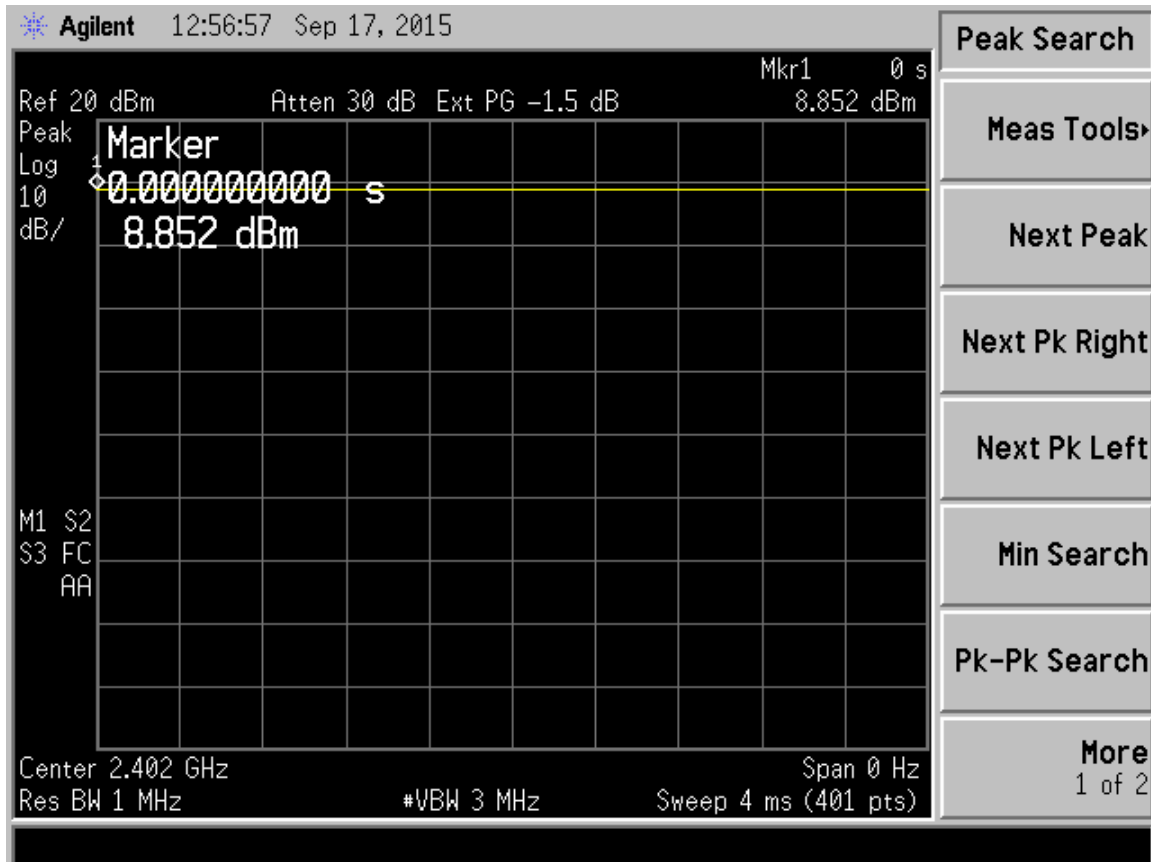 Agilent 12:56:57 Sep 17, 2015
Mkr1 0 s
Ref 20 dBm Atten 30 dB Ext PG -1.5 dB 8.852 dBm
Peak
Log
10
dB/
1
Marker
0.000000000 s
8.852 dBm
M1 S2
S3 FC
AA
Center 2.402 GHz Span 0 Hz
Res BW 1 MHz #VBW 3 MHz Sweep 4 ms (401 pts)
Peak Search
Meas Tools
Next Peak
Next Pk Right
Next Pk Left
Min Search
Pk-Pk Search
More
1 of 2